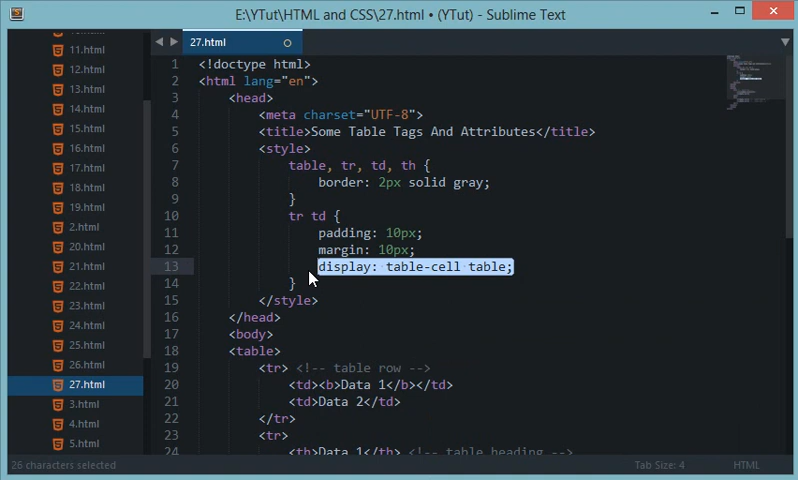 E:\YTut\HTML and CSS\27.html • (YTut) - Sublime Text
11.html
12.html
13.html
14.html
15.html
16.html
17.html
18.html
19.html
2.html
20.html
21.html
22.html
23.html
24.html
25.html
26.html
27.html
3.html
4.html
5.html
27.html
1 <!doctype html>
2 <html lang="en">
3 <head>
4 <meta charset="UTF-8">
5 <title>Some Table Tags And Attributes</title>
6 <style>
7 table, tr, td, th {
8 border: 2px solid gray;
9 }
10 tr td {
11 padding: 10px;
12 margin: 10px;
13 display: table-cell table;
14 }
15 </style>
16 </head>
17 <body>
18 <table>
19 <tr> <!-- table row -->
20 <td><b>Data 1</b></td>
21 <td>Data 2</td>
22 </tr>
23 <tr>
24 <th>Data 1</th> <!-- table heading -->
26 characters selected
Tab Size: 4
HTML